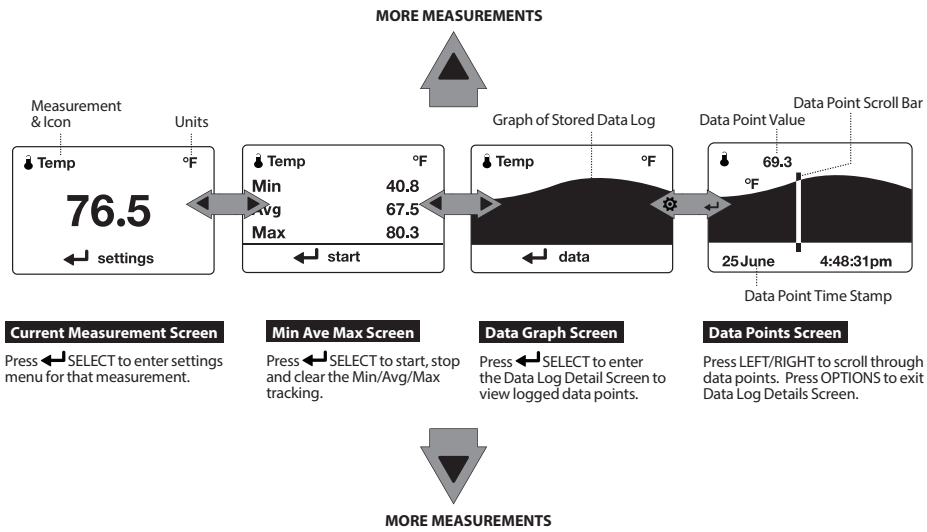 MORE MEASUREMENTS
Measurement
& Icon
Units
Graph of Stored Data Log
Data Point Value
Data Point Scroll Bar
Temp °F
76.5
settings
Temp °F
Min 40.8
Avg 67.5
Max 80.3
start
Temp °F
data
69.3
°F
25 June 4:48:31pm
Data Point Time Stamp
Current Measurement Screen
Press SELECT to enter settings
menu for that measurement.
Min Ave Max Screen
Press SELECT to start, stop
and clear the Min/Avg/Max
tracking.
Data Graph Screen
Press SELECT to enter
the Data Log Detail Screen to
view logged data points.
Data Points Screen
Press LEFT/RIGHT to scroll through
data points. Press OPTIONS to exit
Data Log Details Screen.
MORE MEASUREMENTS